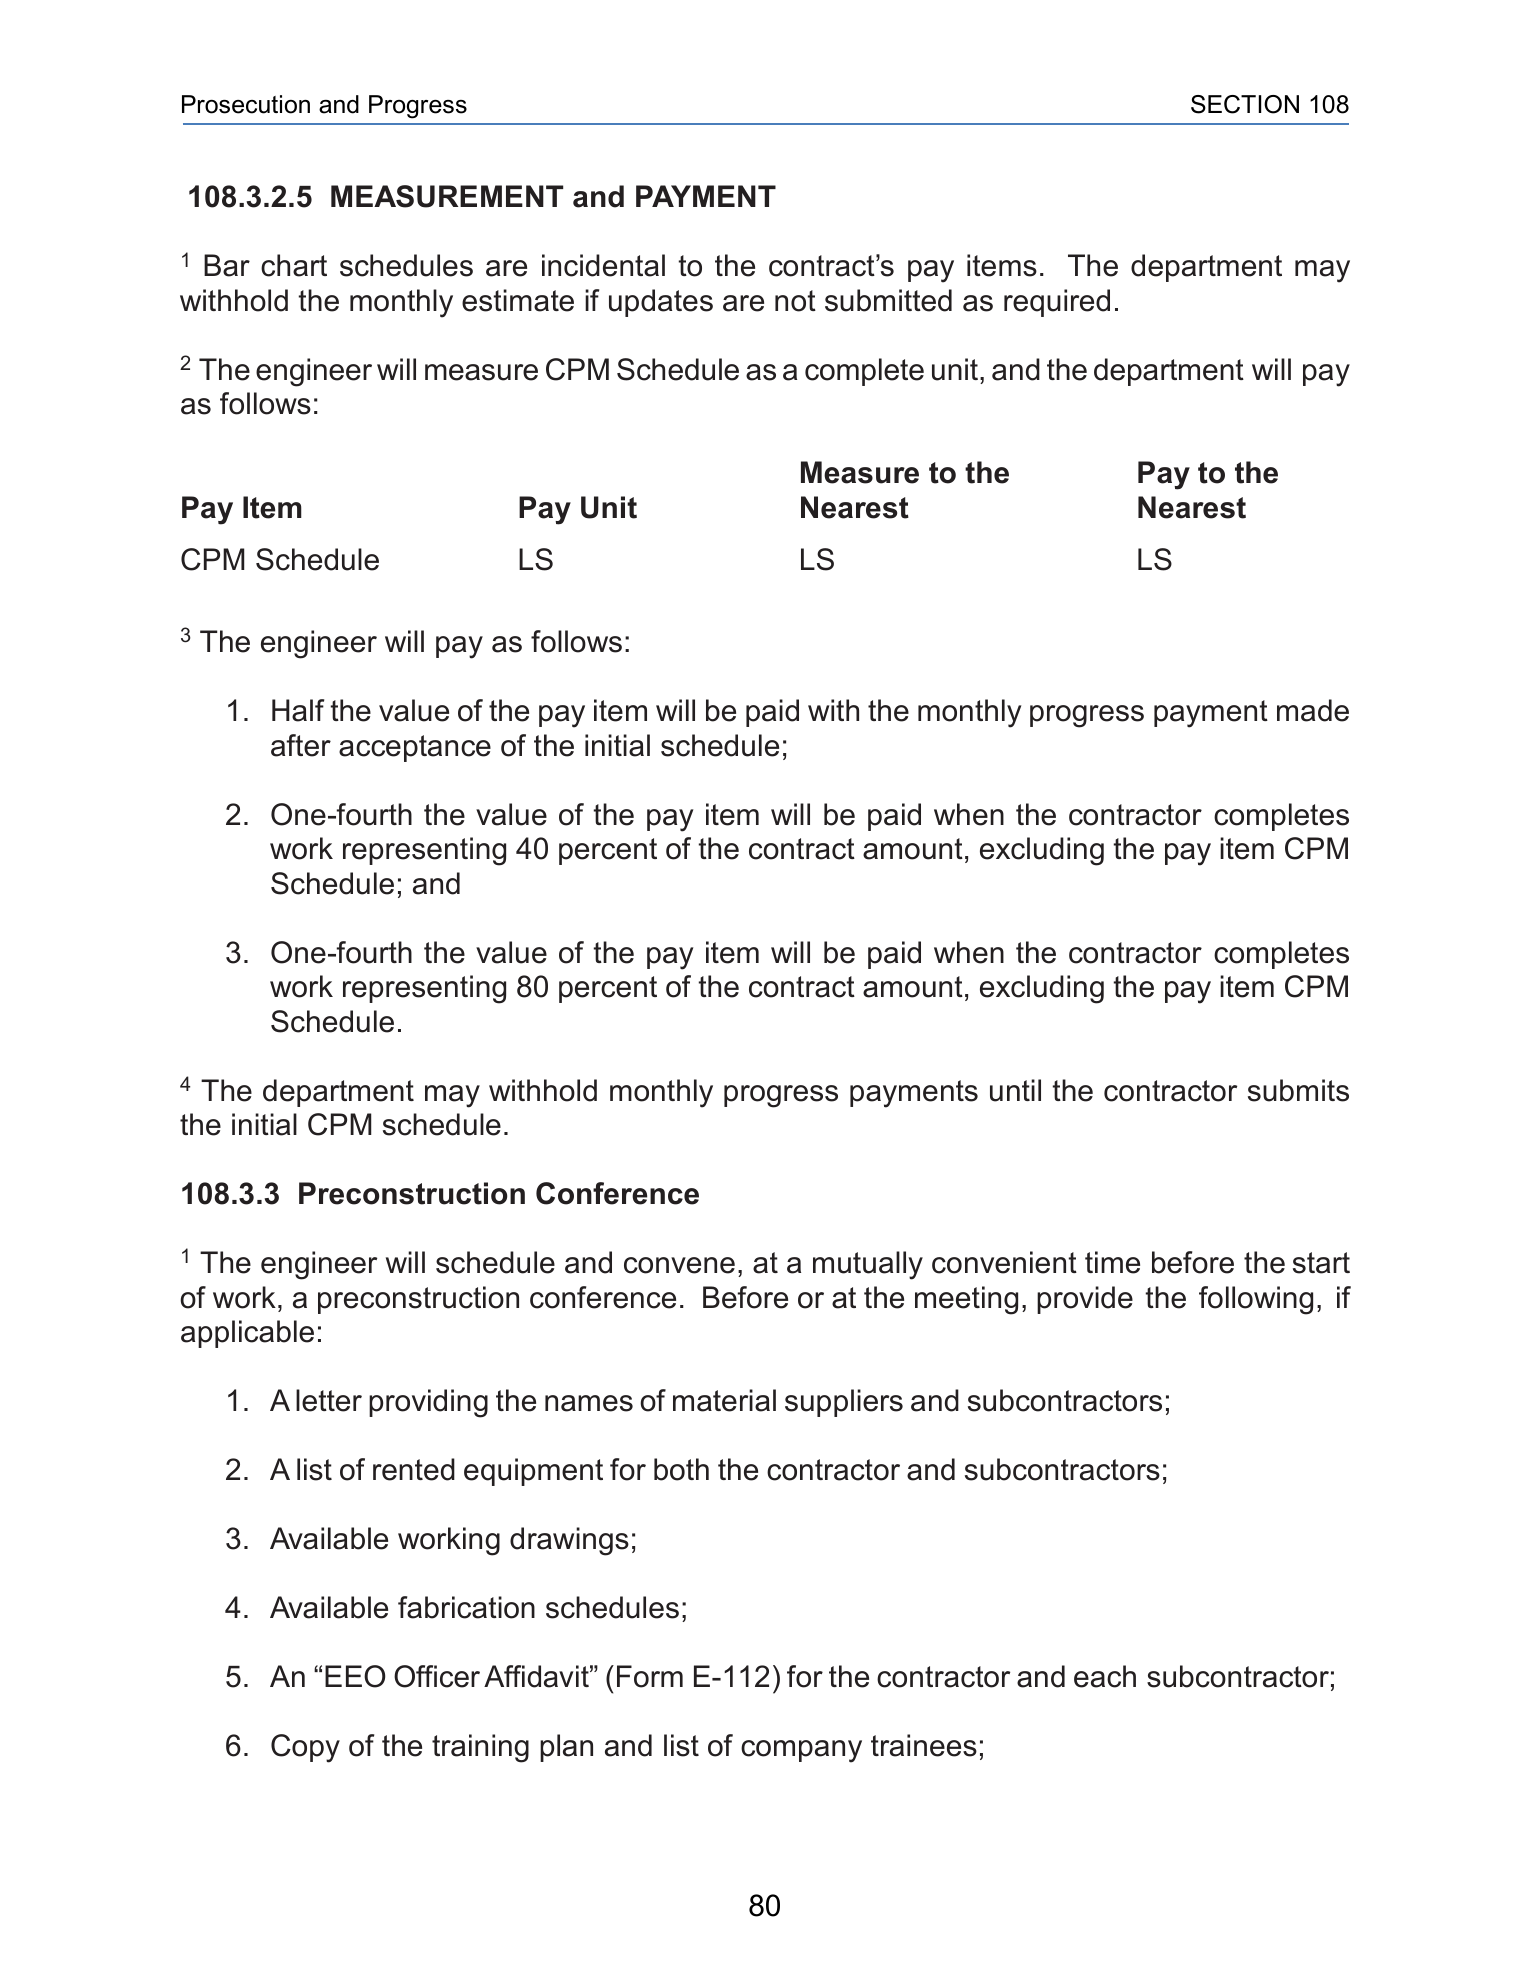 Prosecution and Progress SECTION 108
108.3.2.5 MEASUREMENT and PAYMENT
1 Bar chart schedules are incidental to the contract’s pay items. The department may
withhold the monthly estimate if updates are not submitted as required.
2 The engineer will measure CPM Schedule as a complete unit, and the department will pay
as follows:
Measure to the Pay to the
Pay Item Pay Unit Nearest Nearest
CPM Schedule LS LS LS
3 The engineer will pay as follows:
1. Half the value of the pay item will be paid with the monthly progress payment made
after acceptance of the initial schedule;
2. One-fourth the value of the pay item will be paid when the contractor completes
work representing 40 percent of the contract amount, excluding the pay item CPM
Schedule; and
3. One-fourth the value of the pay item will be paid when the contractor completes
work representing 80 percent of the contract amount, excluding the pay item CPM
Schedule.
4 The department may withhold monthly progress payments until the contractor submits
the initial CPM schedule.
108.3.3 Preconstruction Conference
1 The engineer will schedule and convene, at a mutually convenient time before the start
of work, a preconstruction conference. Before or at the meeting, provide the following, if
applicable:
1. A letter providing the names of material suppliers and subcontractors;
2. A list of rented equipment for both the contractor and subcontractors;
3. Available working drawings;
4. Available fabrication schedules;
5. An “EEO Officer Affidavit” (Form E-112) for the contractor and each subcontractor;
6. Copy of the training plan and list of company trainees;
80